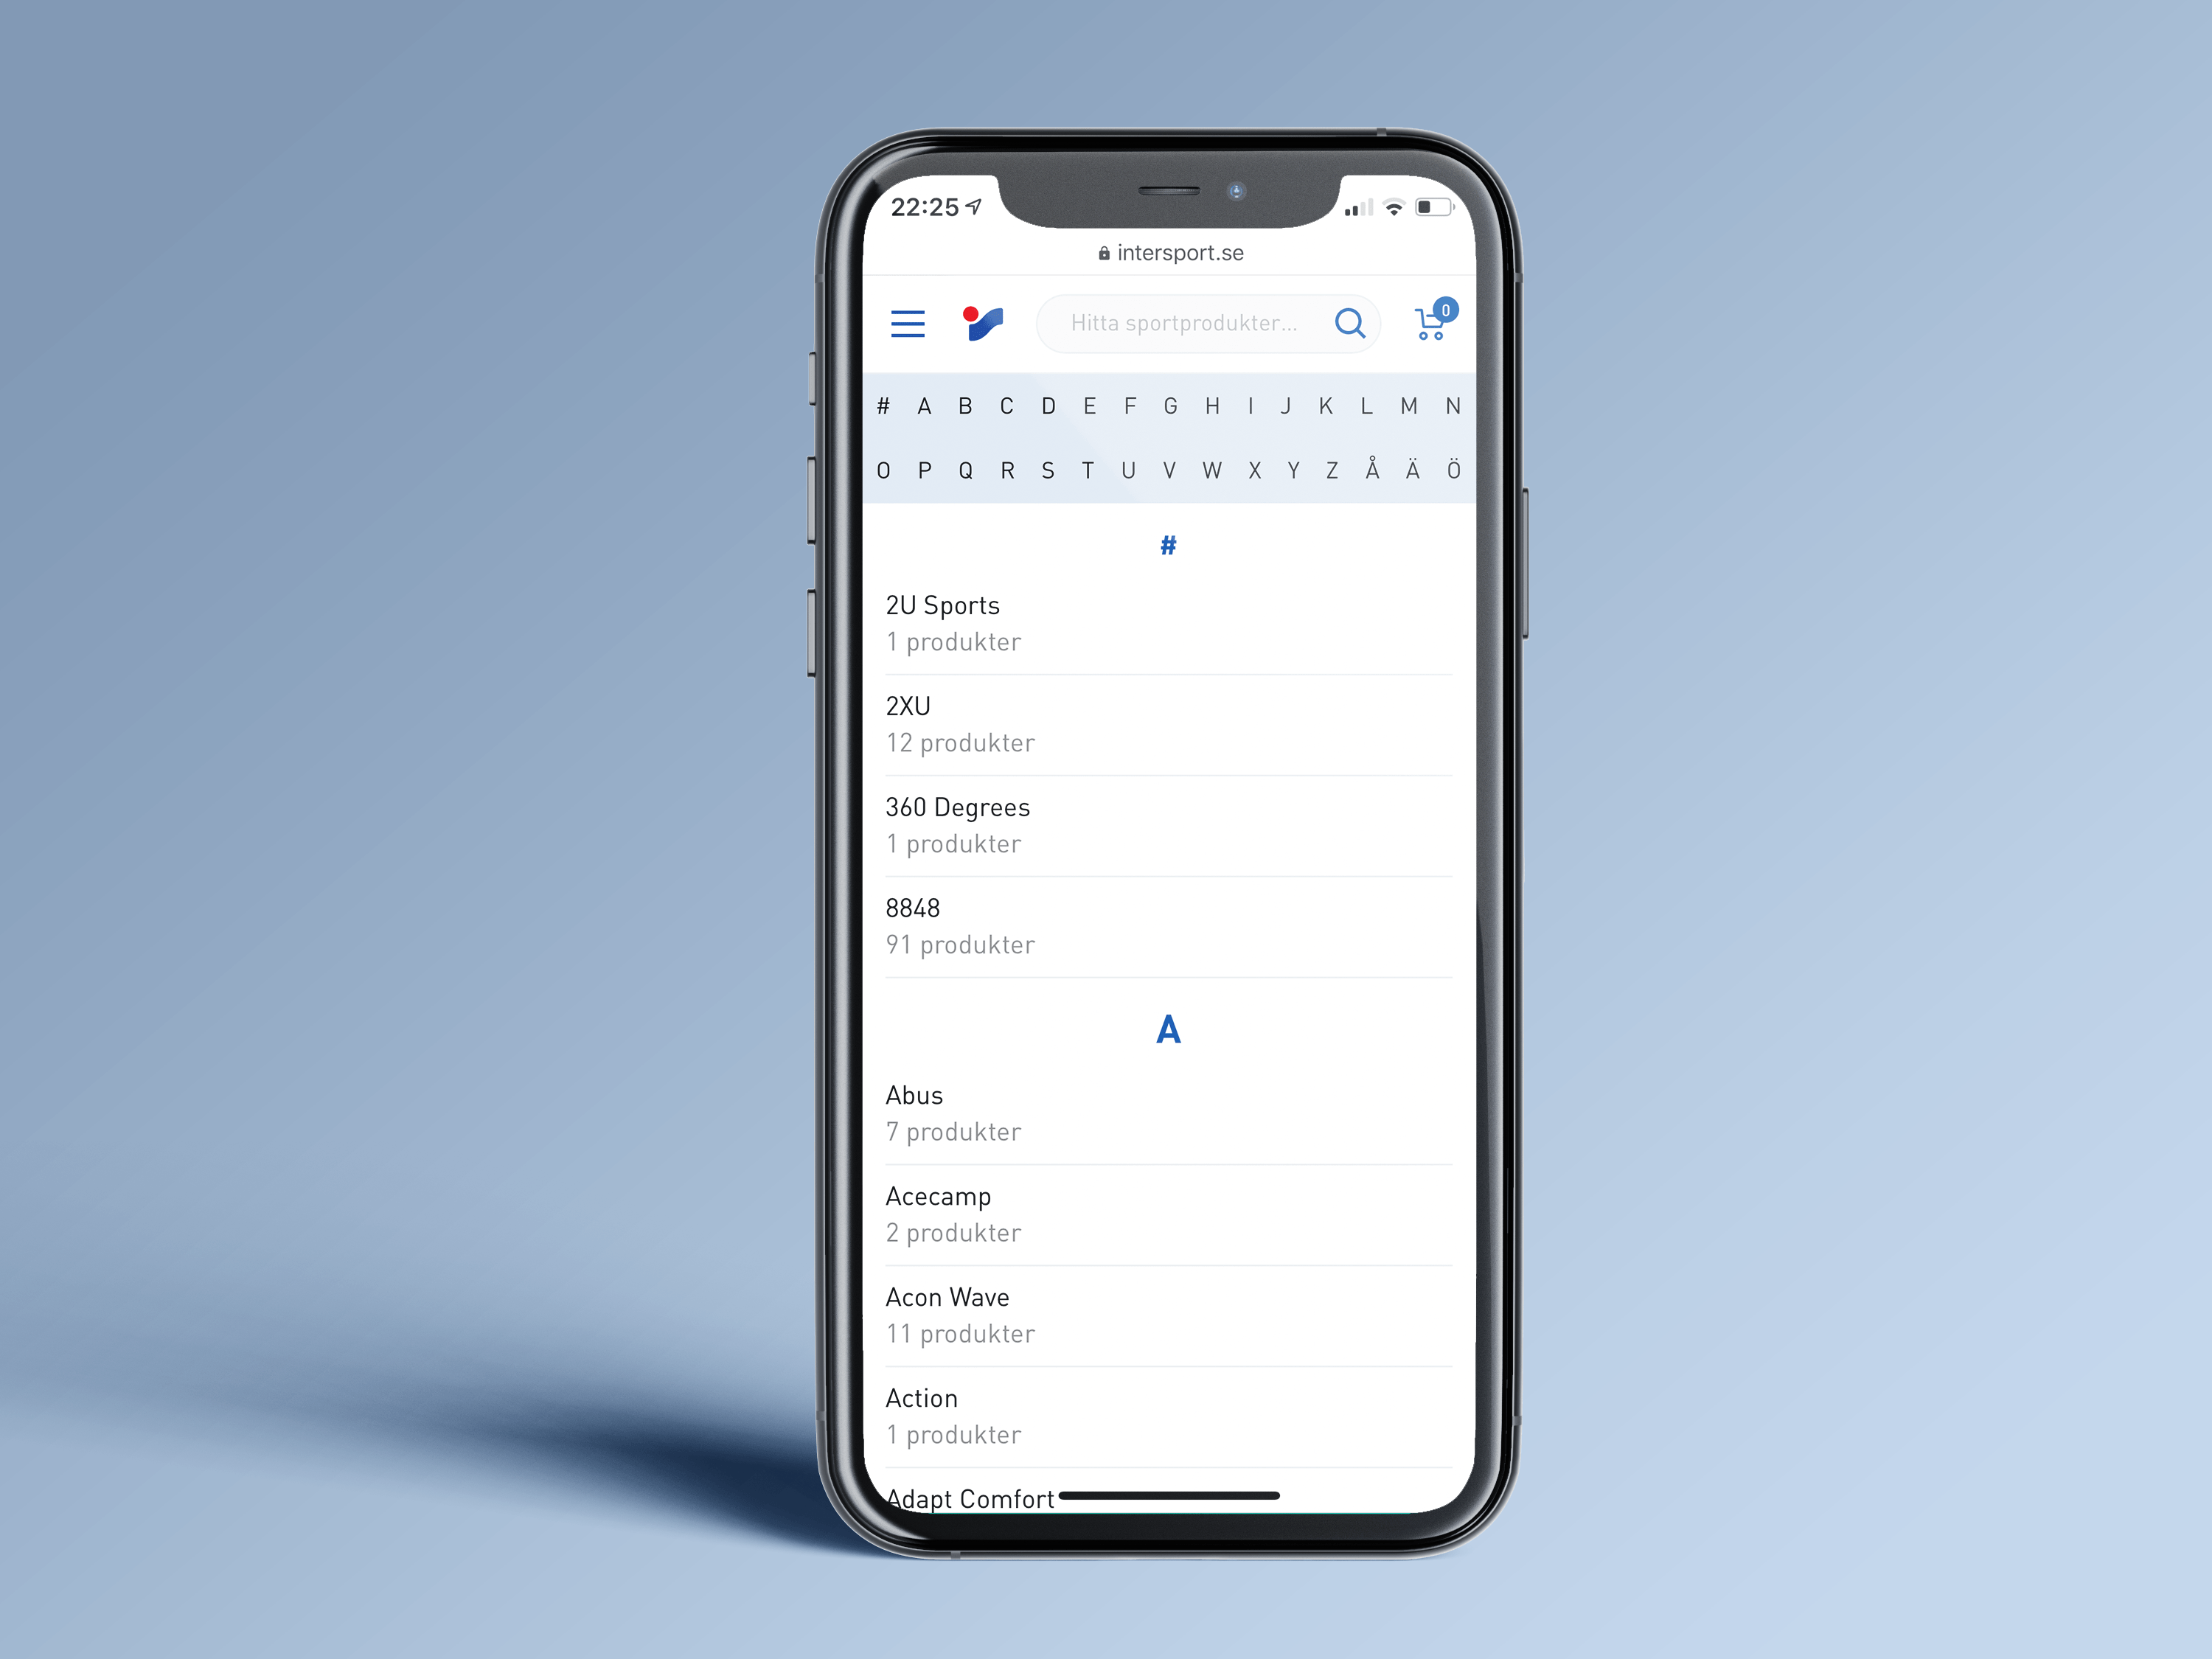 22:25
intersport.se
Hitta sportprodukter...
0
# A B C D E F G H I J K L M N
O P Q R S T U V W X Y Z Å Ä Ö
#
2U Sports
1 produkter
2XU
12 produkter
360 Degrees
1 produkter
8848
91 produkter
A
Abus
7 produkter
Acecamp
2 produkter
Acon Wave
11 produkter
Action
1 produkter
Adapt Comfort